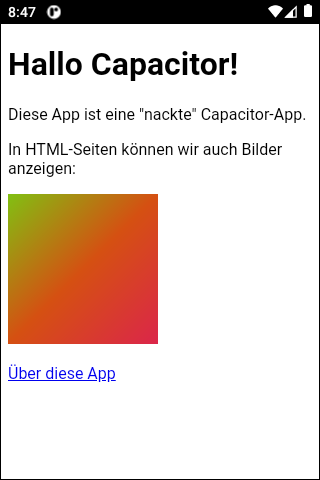 8:47
Hallo Capacitor!
Diese App ist eine "nackte" Capacitor-App.
In HTML-Seiten können wir auch Bilder
anzeigen:
Über diese App